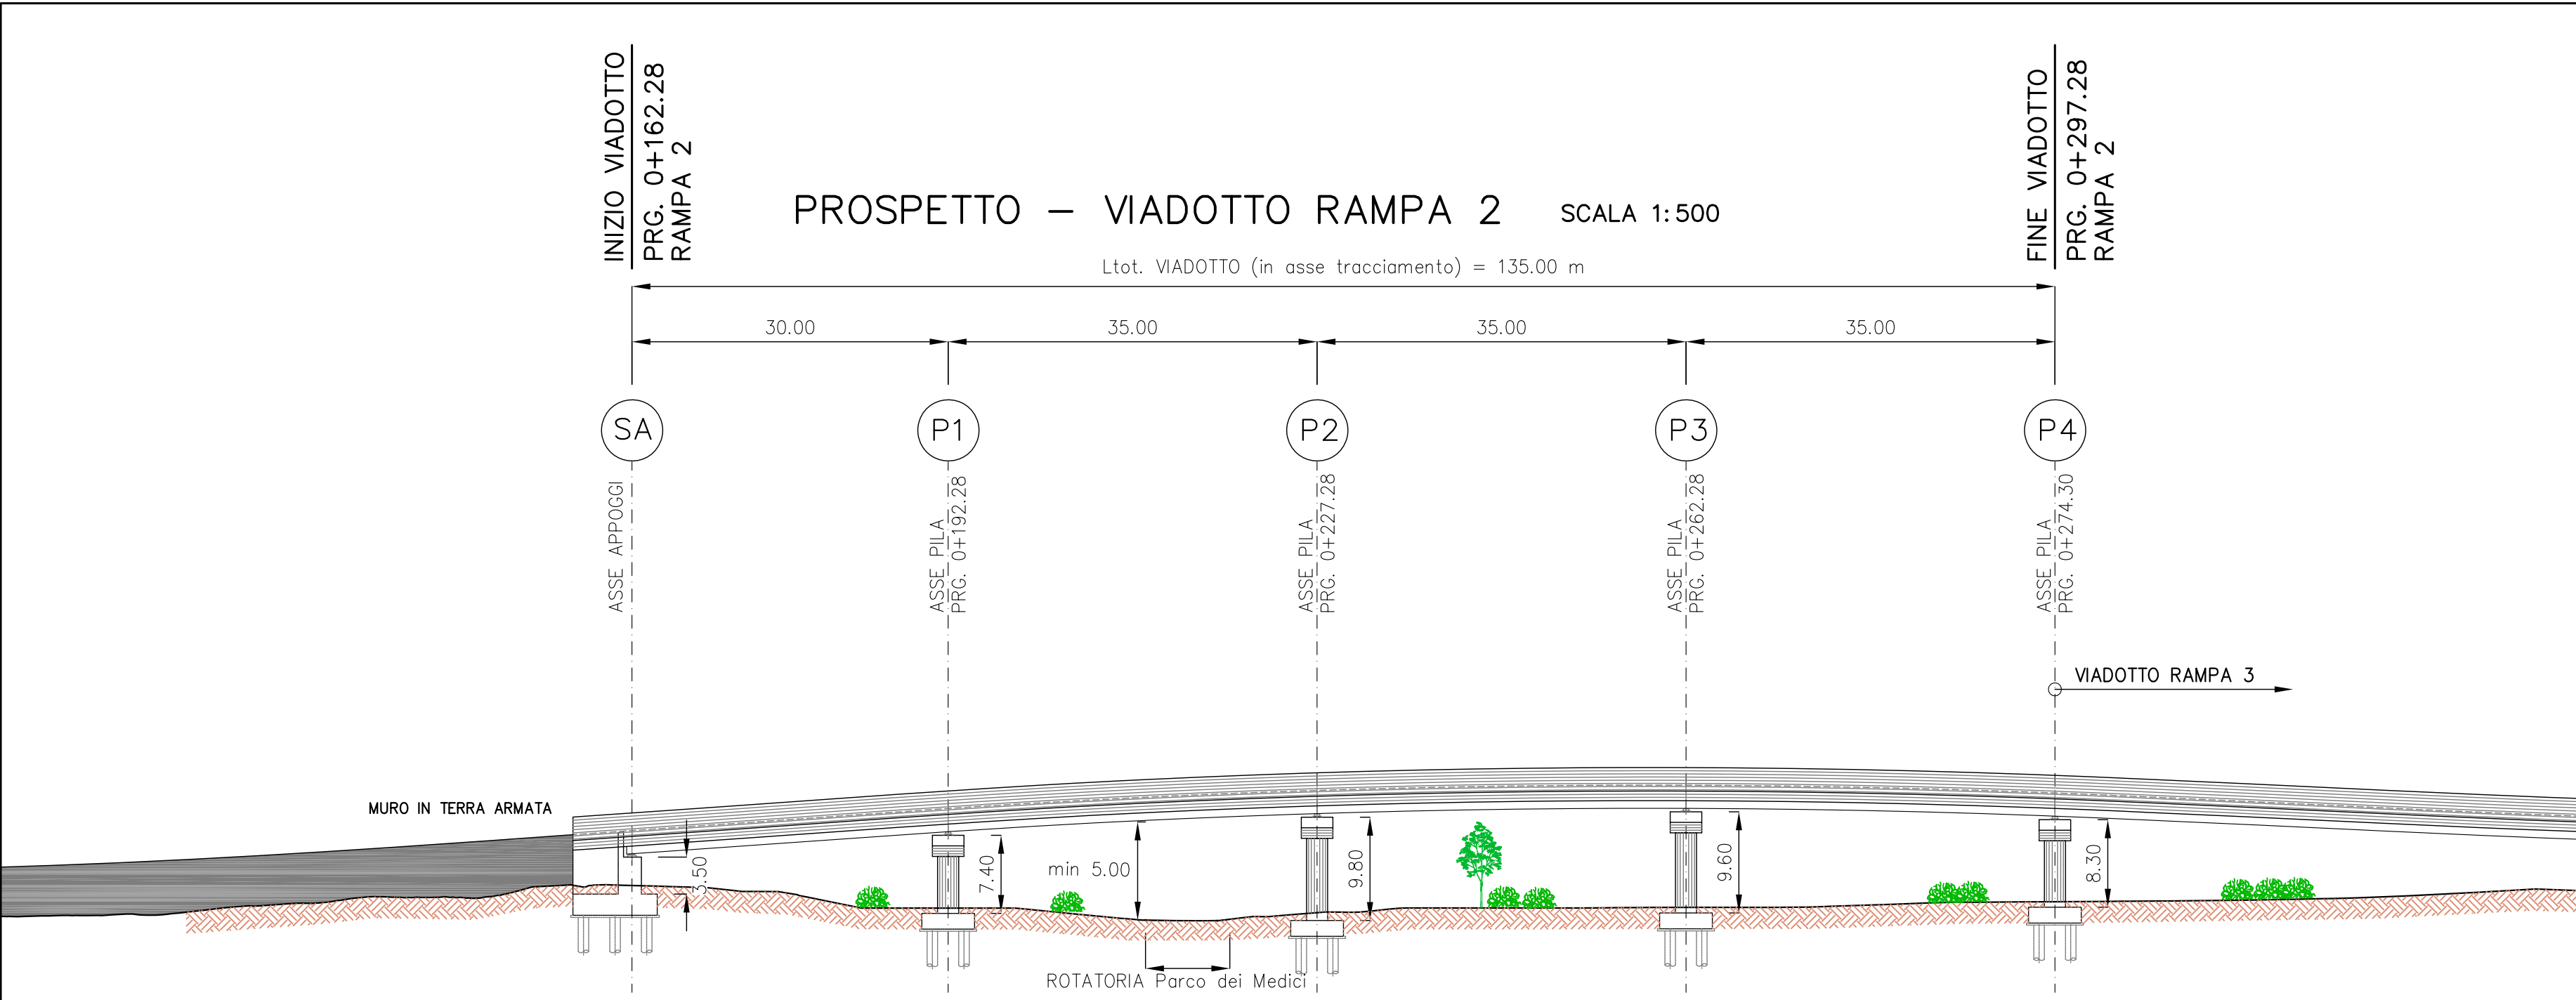 INIZIO VIADOTTO
PRG. 0+162.28
RAMPA 2
FINE VIADOTTO
PRG. 0+297.28
RAMPA 2
PROSPETTO – VIADOTTO RAMPA 2 SCALA 1:500
Ltot. VIADOTTO (in asse tracciamento) = 135.00 m
30.00 35.00 35.00 35.00
SA P1 P2 P3 P4
ASSE APPOGGI
ASSE PILA
PRG. 0+192.28
ASSE PILA
PRG. 0+227.28
ASSE PILA
PRG. 0+262.28
ASSE PILA
PRG. 0+274.30
VIADOTTO RAMPA 3
MURO IN TERRA ARMATA
3.50
7.40
min 5.00
9.80
9.60
8.30
ROTATORIA Parco dei Medici